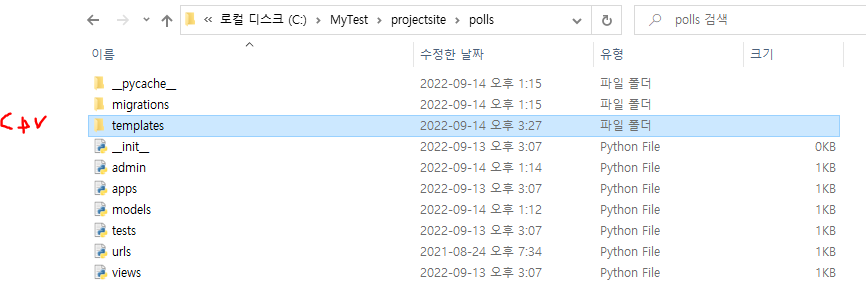 « 로컬 디스크 (C:) > MyTest > projectsite > polls polls 검색
이름 수정한 날짜 유형 크기
__pycache__ 2022-09-14 오후 1:15 파일 폴더
migrations 2022-09-14 오후 1:15 파일 폴더
templates 2022-09-14 오후 3:27 파일 폴더
__init__ 2022-09-13 오후 3:07 Python File 0KB
admin 2022-09-14 오후 1:14 Python File 1KB
apps 2022-09-13 오후 3:07 Python File 1KB
models 2022-09-14 오후 1:12 Python File 1KB
tests 2022-09-13 오후 3:07 Python File 1KB
urls 2021-08-24 오후 7:34 Python File 1KB
views 2022-09-13 오후 3:07 Python File 1KB